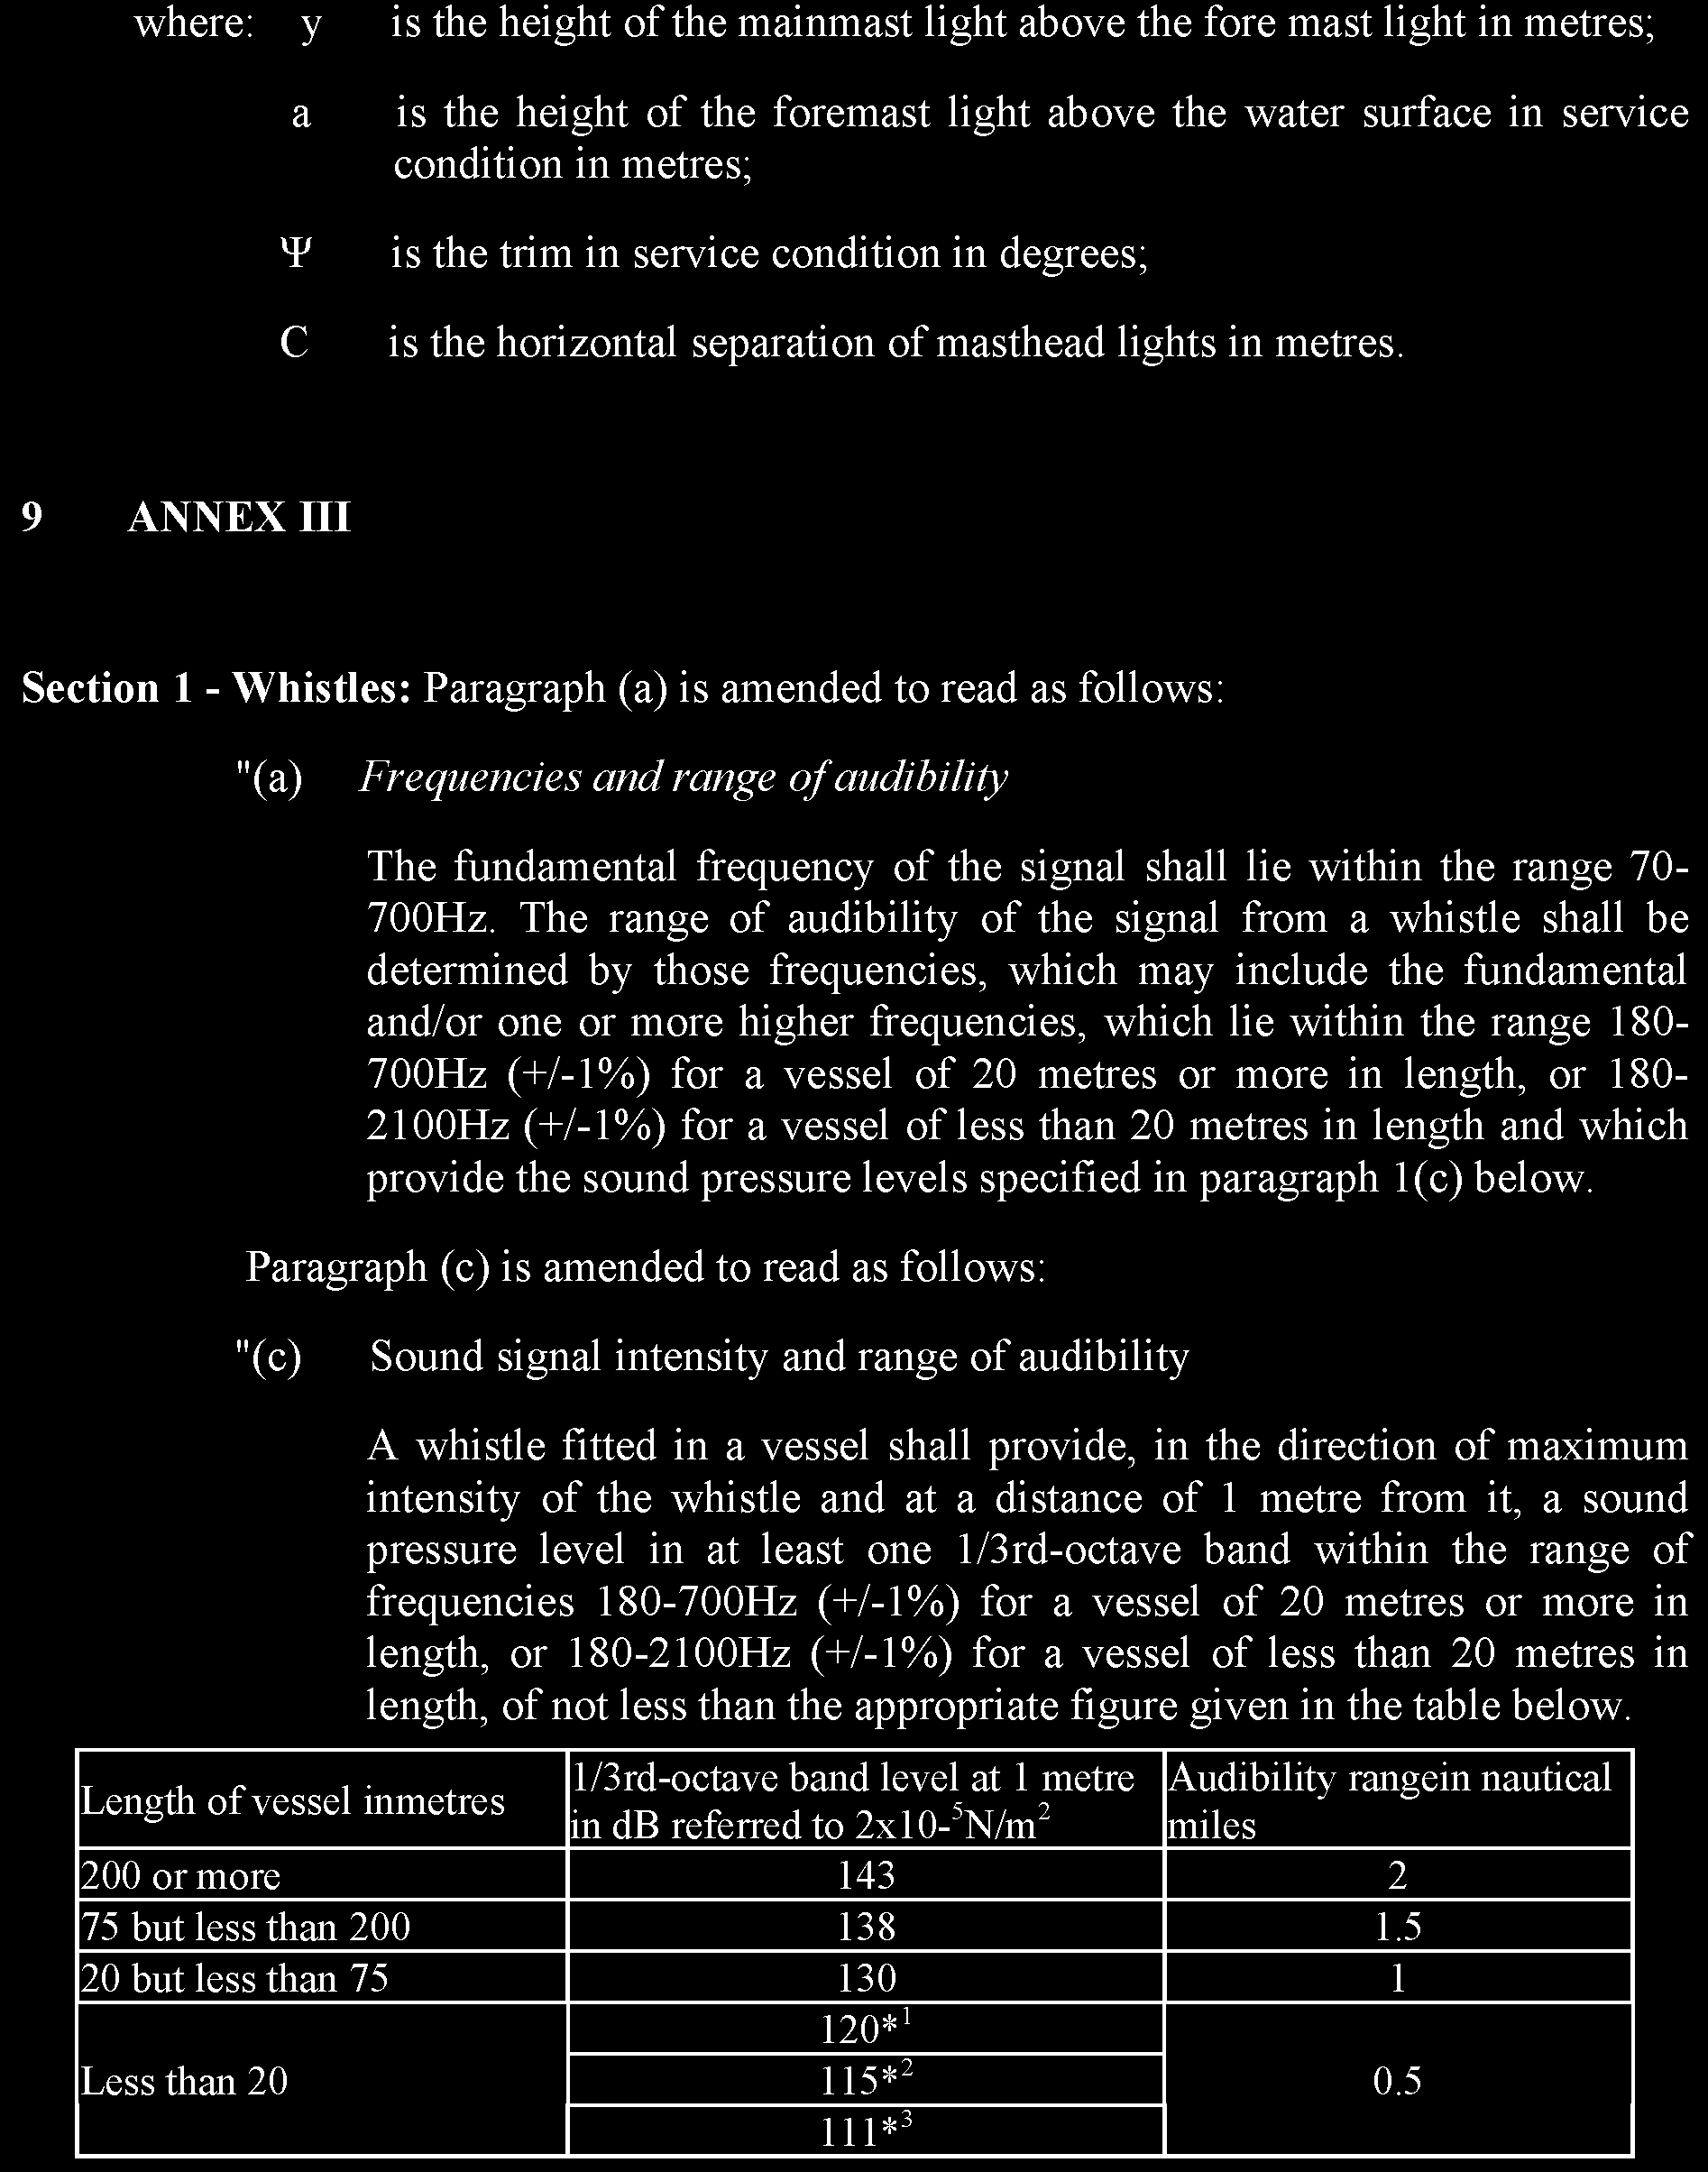 where: y is the height of the mainmast light above the fore mast light in metres;
a is the height of the foremast light above the water surface in service
condition in metres;
Ψ is the trim in service condition in degrees;
C is the horizontal separation of masthead lights in metres.
9 ANNEX III
Section 1 - Whistles: Paragraph (a) is amended to read as follows:
"(a) Frequencies and range of audibility
The fundamental frequency of the signal shall lie within the range 70-
700Hz. The range of audibility of the signal from a whistle shall be
determined by those frequencies, which may include the fundamental
and/or one or more higher frequencies, which lie within the range 180-
700Hz (+/-1%) for a vessel of 20 metres or more in length, or 180-
2100Hz (+/-1%) for a vessel of less than 20 metres in length and which
provide the sound pressure levels specified in paragraph 1(c) below.
Paragraph (c) is amended to read as follows:
"(c) Sound signal intensity and range of audibility
A whistle fitted in a vessel shall provide, in the direction of maximum
intensity of the whistle and at a distance of 1 metre from it, a sound
pressure level in at least one 1/3rd-octave band within the range of
frequencies 180-700Hz (+/-1%) for a vessel of 20 metres or more in
length, or 180-2100Hz (+/-1%) for a vessel of less than 20 metres in
length, of not less than the appropriate figure given in the table below.
Length of vessel inmetres
1/3rd-octave band level at 1 metre
in dB referred to 2x10-⁵N/m²
Audibility rangein nautical
miles
200 or more 143 2
75 but less than 200 138 1.5
20 but less than 75 130 1
Less than 20
120*¹
115*²
111*³
0.5